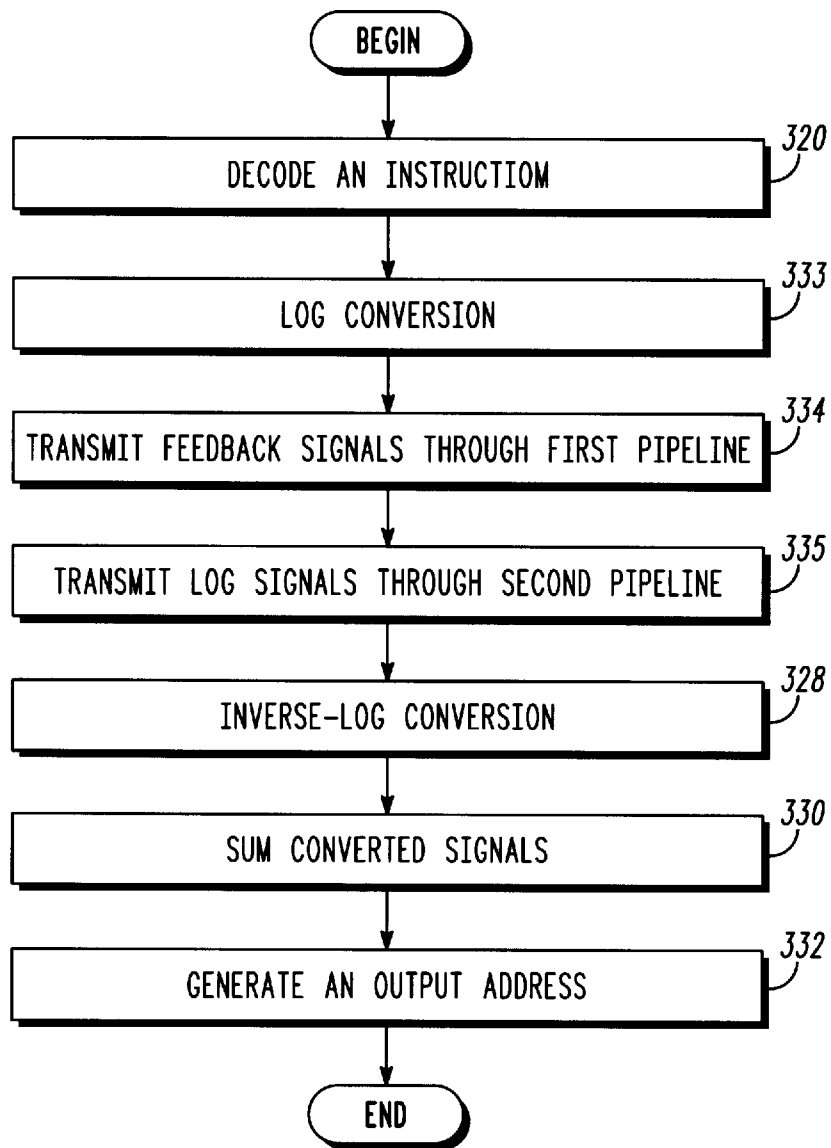 BEGIN
320
DECODE AN INSTRUCTIOM
333
LOG CONVERSION
334
TRANSMIT FEEDBACK SIGNALS THROUGH FIRST PIPELINE
335
TRANSMIT LOG SIGNALS THROUGH SECOND PIPELINE
328
INVERSE-LOG CONVERSION
330
SUM CONVERTED SIGNALS
332
GENERATE AN OUTPUT ADDRESS
END